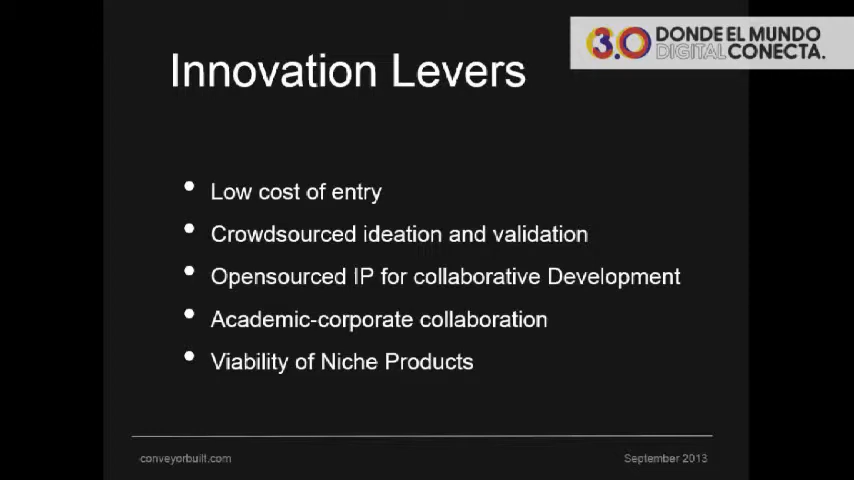 Innovation Levers
3.0 DONDE EL MUNDO
DIGITAL CONECTA.
• Low cost of entry
• Crowdsourced ideation and validation
• Opensourced IP for collaborative Development
• Academic-corporate collaboration
• Viability of Niche Products
conveyorbuilt.com
September 2013